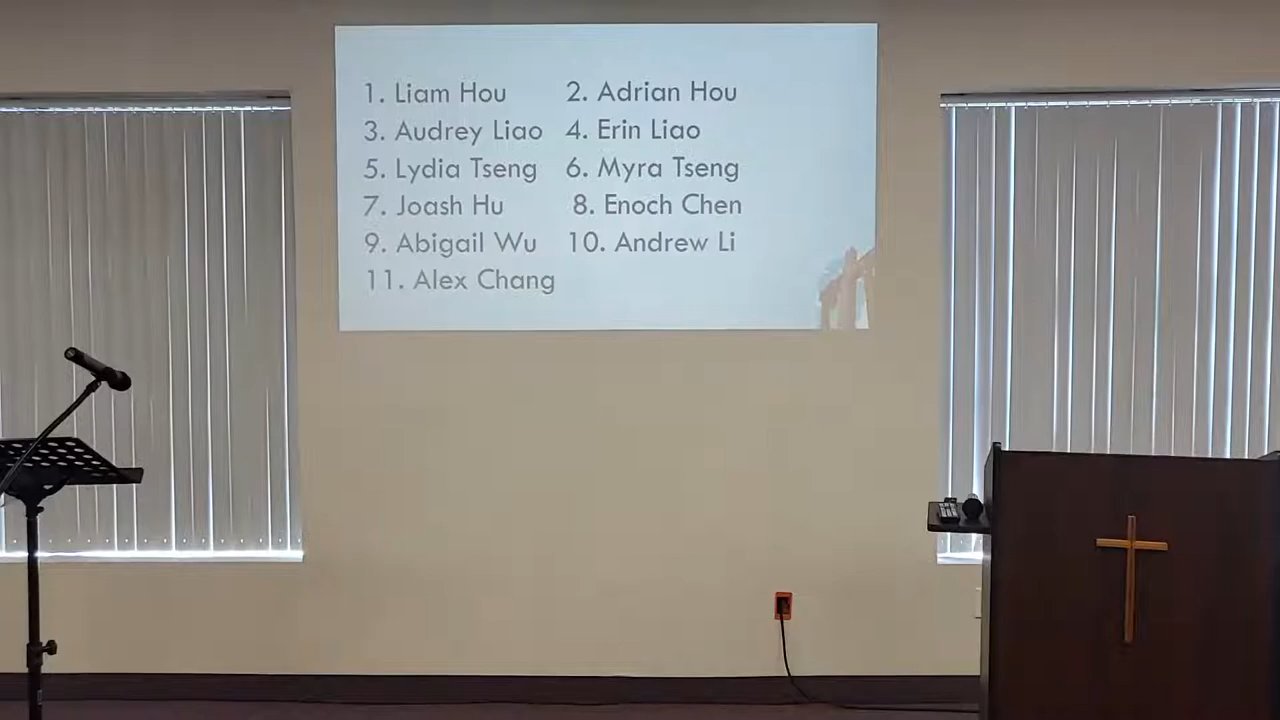 1. Liam Hou 2. Adrian Hou
3. Audrey Liao 4. Erin Liao
5. Lydia Tseng 6. Myra Tseng
7. Joash Hu 8. Enoch Chen
9. Abigail Wu 10. Andrew Li
11. Alex Chang